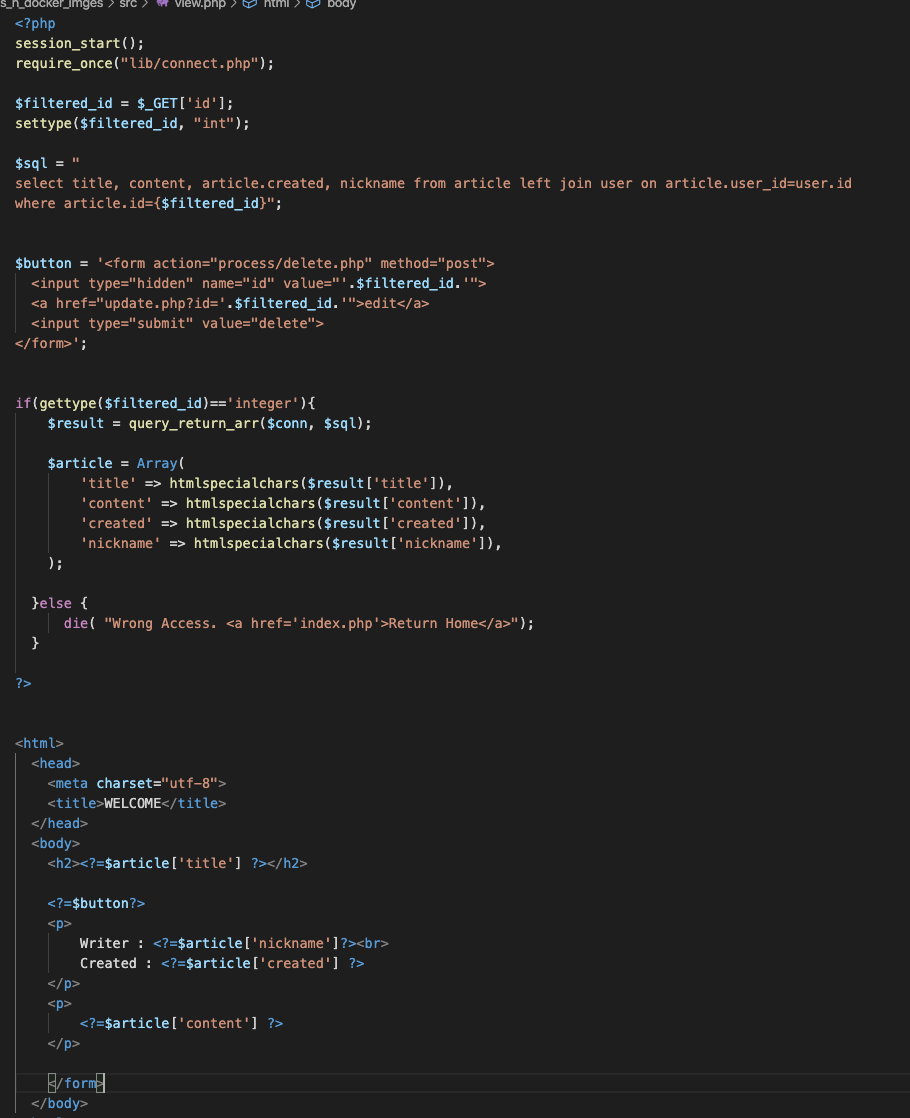 s_n_docker_imges > src > view.php > html > body
<?php
session_start();
require_once("lib/connect.php");
$filtered_id = $_GET['id'];
settype($filtered_id, "int");
$sql = "
select title, content, article.created, nickname from article left join user on article.user_id=user.id
where article.id={$filtered_id}";
$button = '<form action="process/delete.php" method="post">
<input type="hidden" name="id" value="'.$filtered_id.'">
<a href="update.php?id='.$filtered_id.'">edit</a>
<input type="submit" value="delete">
</form>';
if(gettype($filtered_id)=='integer'){
$result = query_return_arr($conn, $sql);
$article = Array(
'title' => htmlspecialchars($result['title']),
'content' => htmlspecialchars($result['content']),
'created' => htmlspecialchars($result['created']),
'nickname' => htmlspecialchars($result['nickname']),
);
}else {
die( "Wrong Access. <a href='index.php'>Return Home</a>");
}
?>
<html>
<head>
<meta charset="utf-8">
<title>WELCOME</title>
</head>
<body>
<h2><?=$article['title'] ?></h2>
<?=$button?>
<p>
Writer : <?=$article['nickname']?><br>
Created : <?=$article['created'] ?>
</p>
<p>
<?=$article['content'] ?>
</p>
</form>
</body>